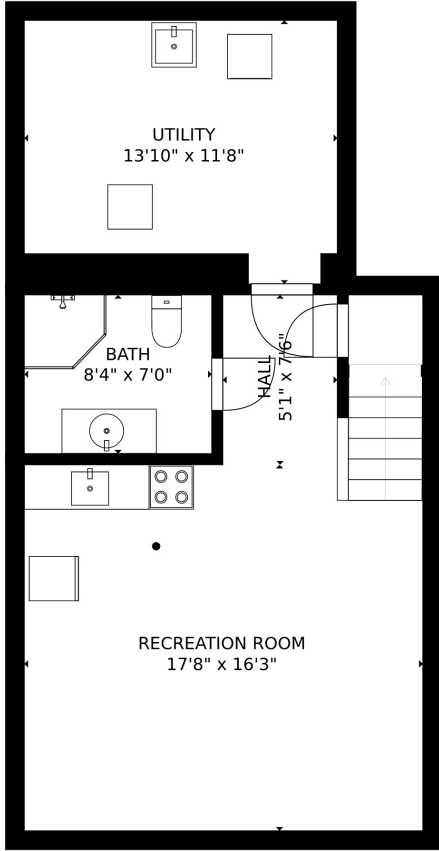 UTILITY
13'10" x 11'8"
BATH
8'4" x 7'0"
HALL
5'1" x 7'6"
RECREATION ROOM
17'8" x 16'3"